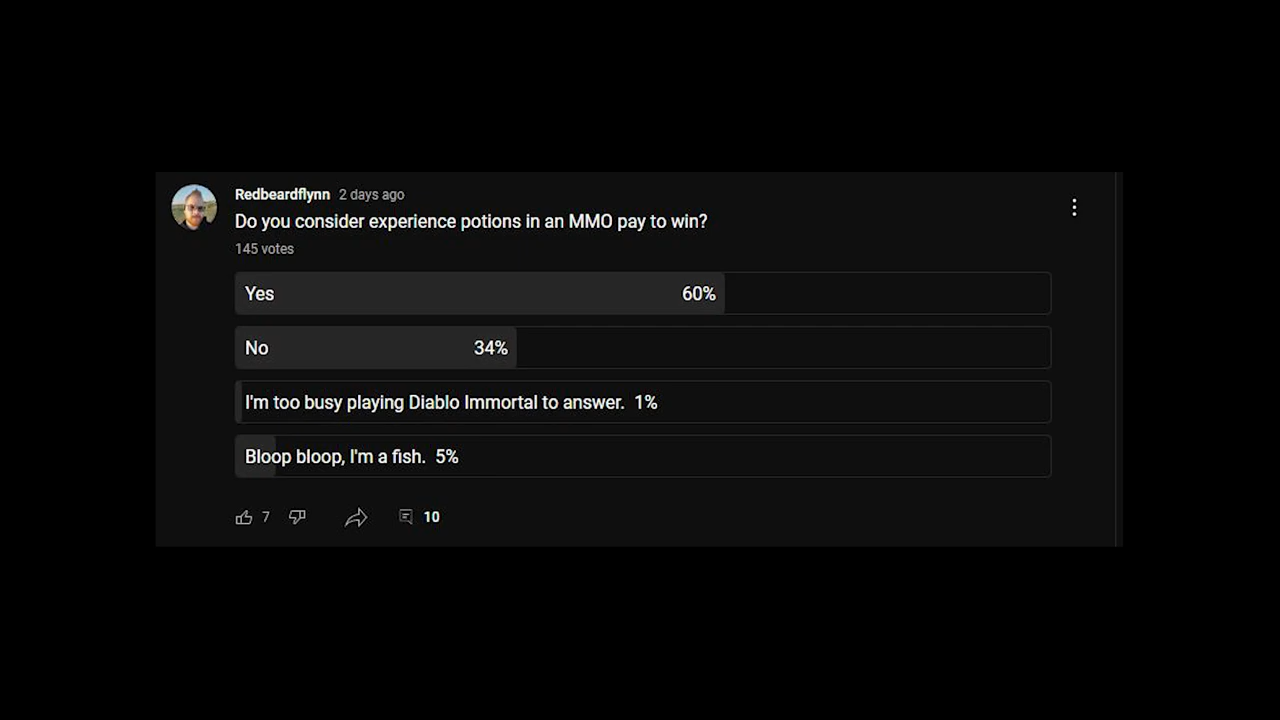 Redbeardflynn 2 days ago
Do you consider experience potions in an MMO pay to win?
145 votes
Yes 60%
No 34%
I'm too busy playing Diablo Immortal to answer. 1%
Bloop bloop, I'm a fish. 5%
7 10